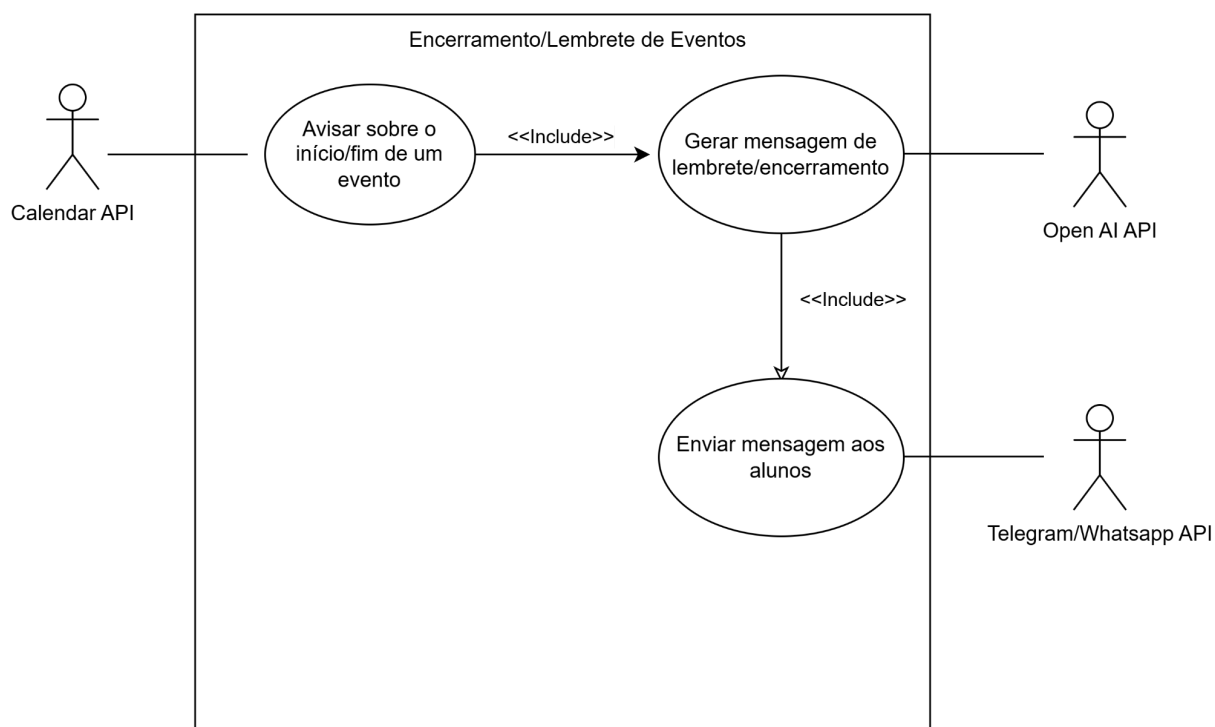 Encerramento/Lembrete de Eventos
Avisar sobre o
início/fim de um
evento
<<Include>>
Gerar mensagem de
lembrete/encerramento
Calendar API
Open AI API
<<Include>>
Enviar mensagem aos
alunos
Telegram/Whatsapp API